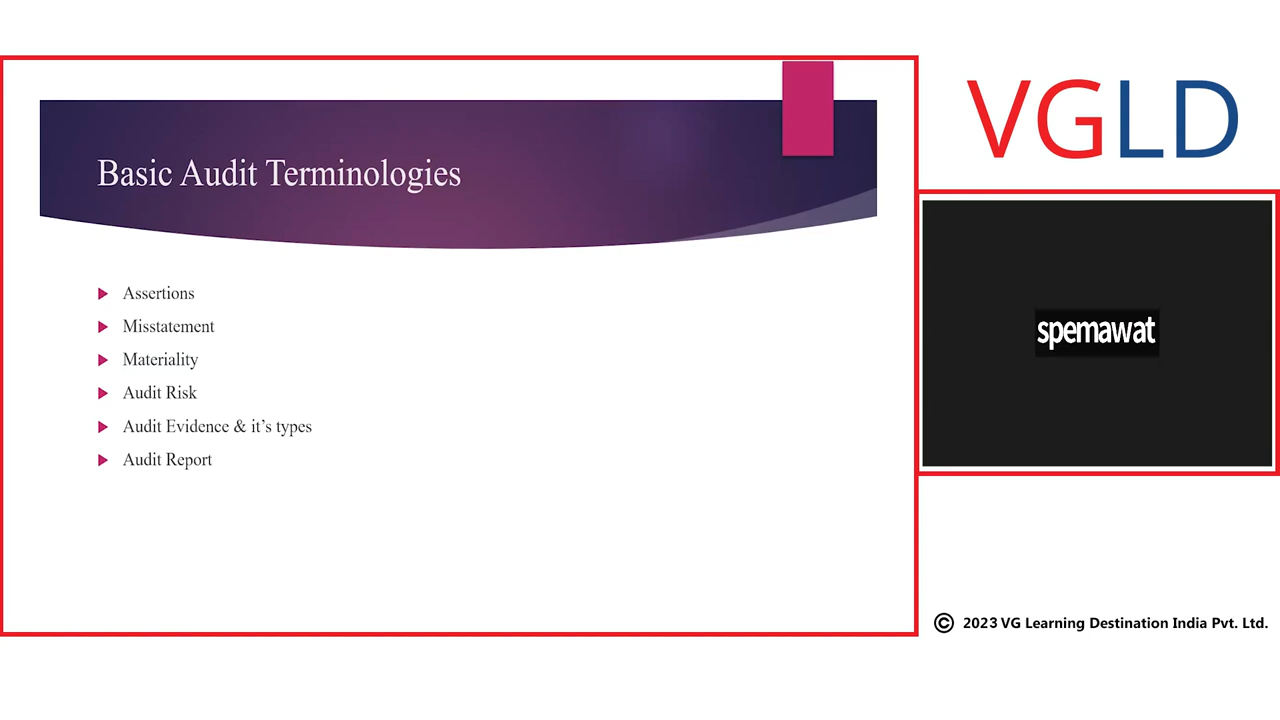 Basic Audit Terminologies
Assertions
Misstatement
Materiality
Audit Risk
Audit Evidence & it’s types
Audit Report
VGLD
spemawat
© 2023 VG Learning Destination India Pvt. Ltd.